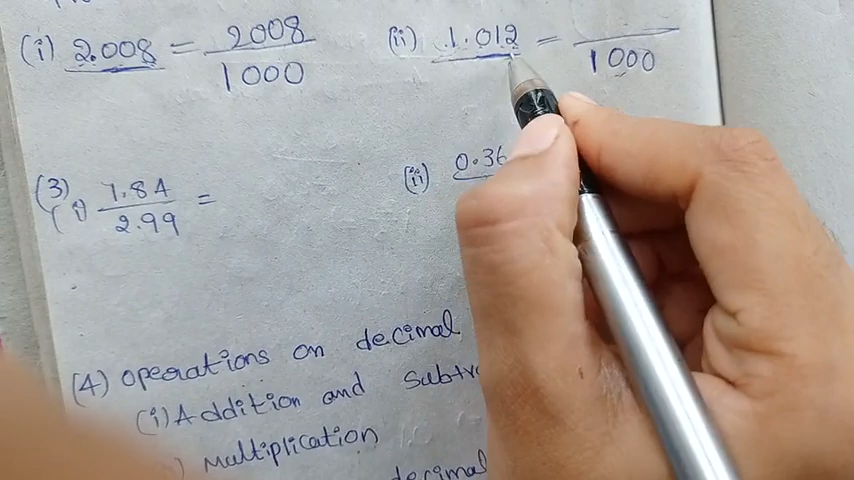 (i) 2.008 = 2008/1000 (ii) 1.012 = /1000
(3) (i) 7.84/2.99 = (ii) 0.36
(4) operations on decimal
(i) Addition and
multiplication
decimal